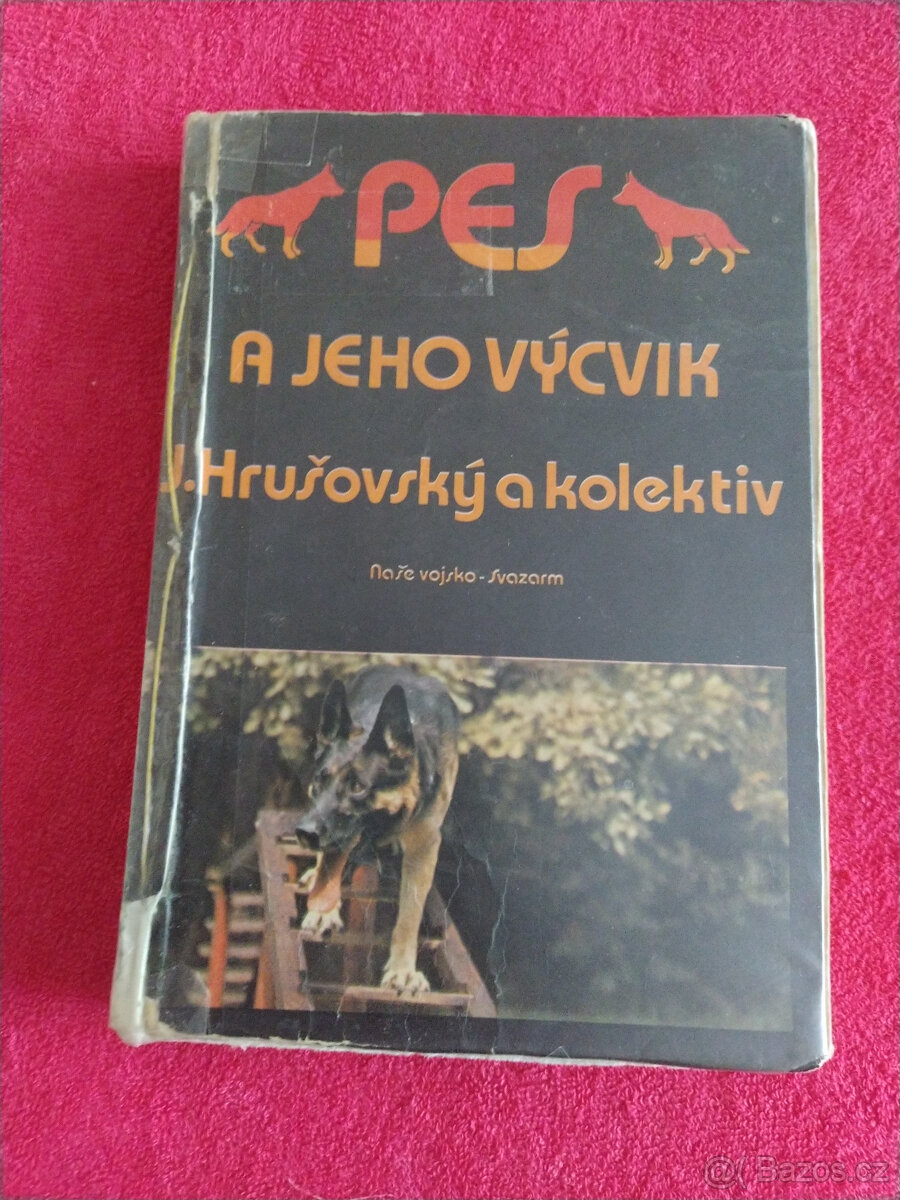 PES
A JEHO VÝCVIK
J. Hrušovský a kolektiv
Naše vojsko - Svazarm
@( Bazos.cz